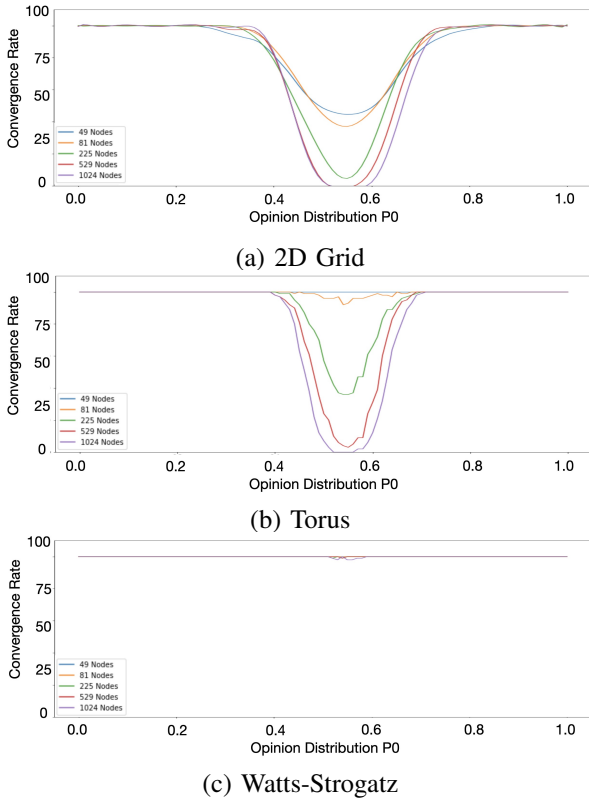 100
75
50
25
0
Convergence Rate
49 Nodes
81 Nodes
225 Nodes
529 Nodes
1024 Nodes
0.0 0.2 0.4 0.6 0.8 1.0
Opinion Distribution P0
(a) 2D Grid
100
75
50
25
0
Convergence Rate
49 Nodes
81 Nodes
225 Nodes
529 Nodes
1024 Nodes
0.0 0.2 0.4 0.6 0.8 1.0
Opinion Distribution P0
(b) Torus
100
75
50
25
0
Convergence Rate
49 Nodes
81 Nodes
225 Nodes
529 Nodes
1024 Nodes
0.0 0.2 0.4 0.6 0.8 1.0
Opinion Distribution P0
(c) Watts-Strogatz